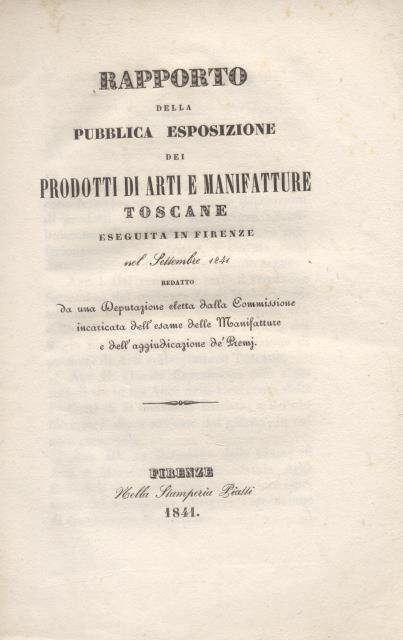 RAPPORTO
DELLA
PUBBLICA ESPOSIZIONE
DEI
PRODOTTI DI ARTI E MANIFATTURE
TOSCANE
ESEGUITA IN FIRENZE
nel Settembre 1841
REDATTO
da una Deputazione eletta dalla Commissione
incaricata dell'esame delle Manifatture
e dell'aggiudicazione de' Premj.
FIRENZE
Nella Stamperia Piatti
1841.